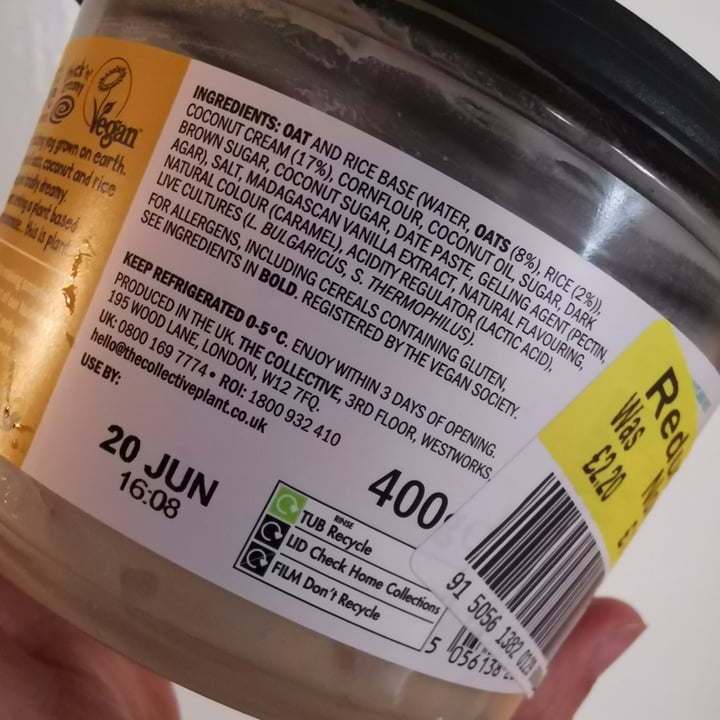 Vegan
grown on earth.
coconut and rice
dreamy.
plant based
this is plant
INGREDIENTS: OAT AND RICE BASE (WATER, OATS (8%), RICE (2%)),
COCONUT CREAM (17%), CORNFLOUR, COCONUT OIL, SUGAR, DARK
BROWN SUGAR, COCONUT SUGAR, DATE PASTE, GELLING AGENT (PECTIN,
AGAR), SALT, MADAGASCAN VANILLA EXTRACT, NATURAL FLAVOURING,
NATURAL COLOUR (CARAMEL), ACIDITY REGULATOR (LACTIC ACID),
LIVE CULTURES (L. BULGARICUS, S. THERMOPHILUS).
FOR ALLERGENS, INCLUDING CEREALS CONTAINING GLUTEN,
SEE INGREDIENTS IN BOLD. REGISTERED BY THE VEGAN SOCIETY.
KEEP REFRIGERATED 0-5°C. ENJOY WITHIN 3 DAYS OF OPENING.
PRODUCED IN THE UK. THE COLLECTIVE, 3RD FLOOR, WESTWORKS,
195 WOOD LANE, LONDON, W12 7FQ.
UK: 0800 169 7774 • ROI: 1800 932 410
hello@thecollectiveplant.co.uk
USE BY:
20 JUN
16:08
400g
RINSE
TUB Recycle
LID Check Home Collections
FILM Don't Recycle
Was
£2.20
91 5056 1382 0129
5 056138